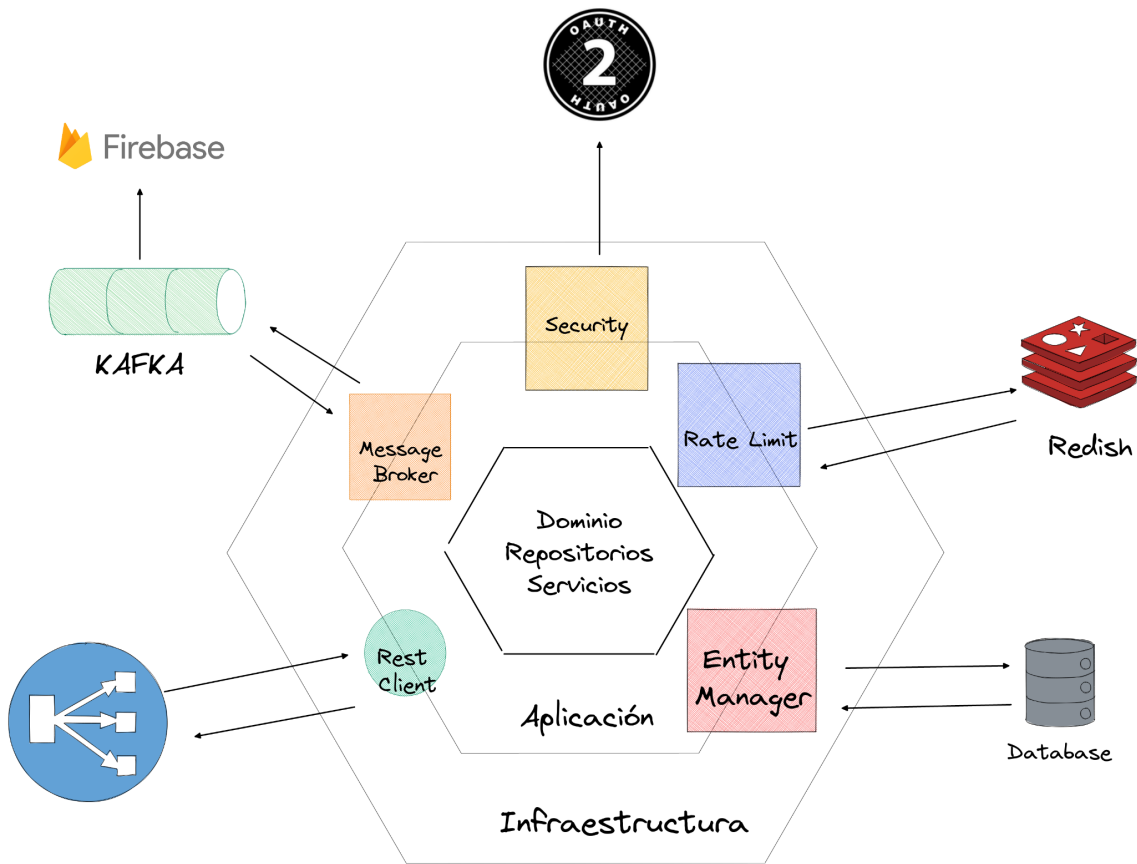 OAUTH
2
OAUTH
Firebase
Security
KAFKA
Message
Broker
Rate Limit
Redish
Dominio
Repositorios
Servicios
Rest
Client
Entity
Manager
Aplicación
Database
Infraestructura